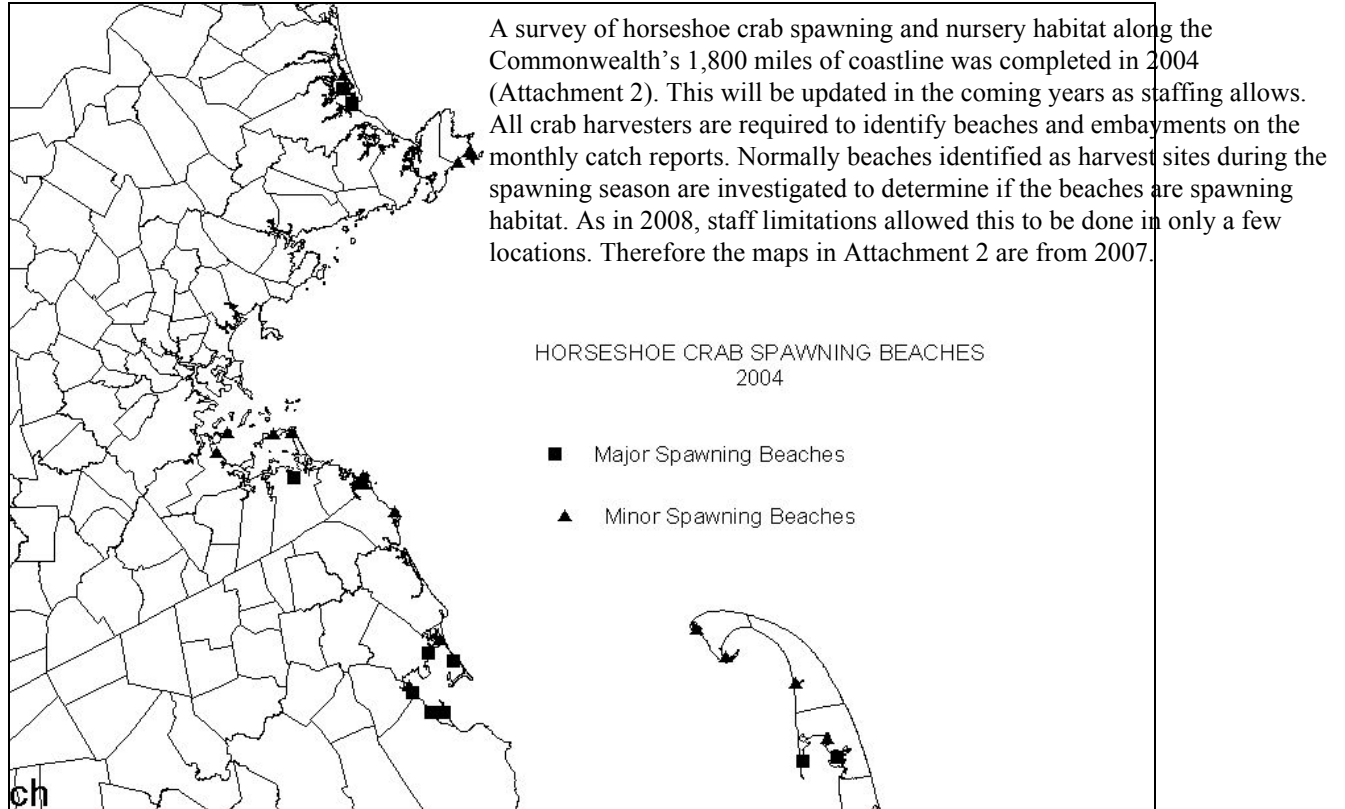 A survey of horseshoe crab spawning and nursery habitat along the
Commonwealth’s 1,800 miles of coastline was completed in 2004
(Attachment 2). This will be updated in the coming years as staffing allows.
All crab harvesters are required to identify beaches and embayments on the
monthly catch reports. Normally beaches identified as harvest sites during the
spawning season are investigated to determine if the beaches are spawning
habitat. As in 2008, staff limitations allowed this to be done in only a few
locations. Therefore the maps in Attachment 2 are from 2007.
HORSESHOE CRAB SPAWNING BEACHES
2004
Major Spawning Beaches
Minor Spawning Beaches
ch